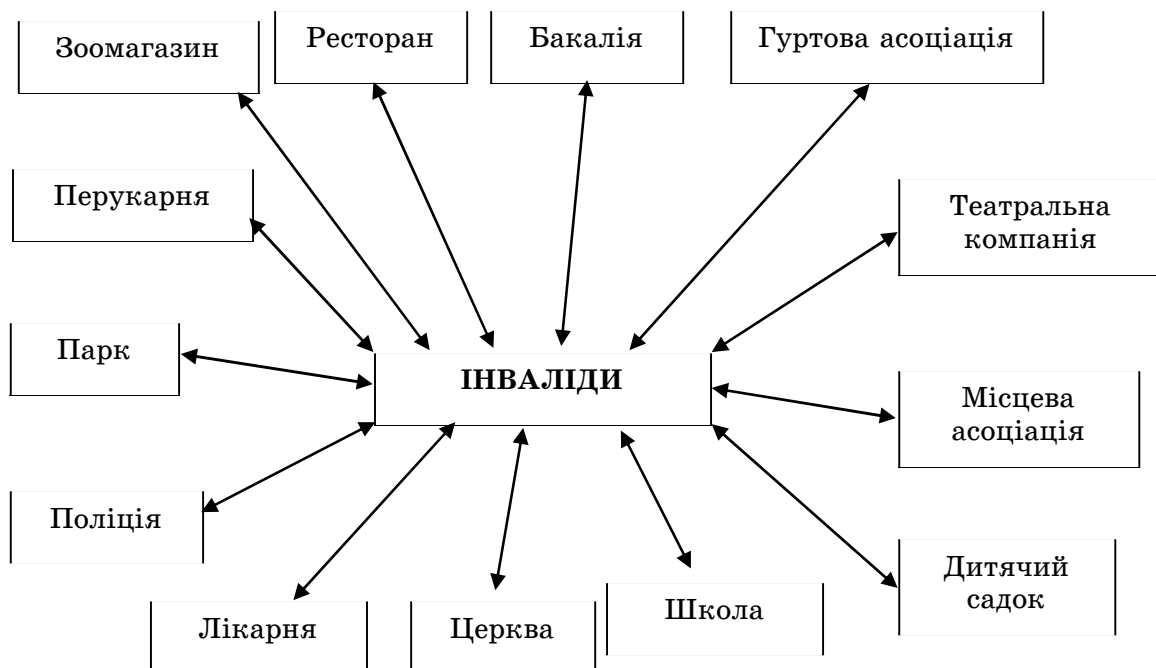 Зоомагазин
Ресторан
Бакалія
Гуртова асоціація
Перукарня
Театральна
компанія
Парк
ІНВАЛІДИ
Місцева
асоціація
Поліція
Дитячий
садок
Лікарня
Церква
Школа